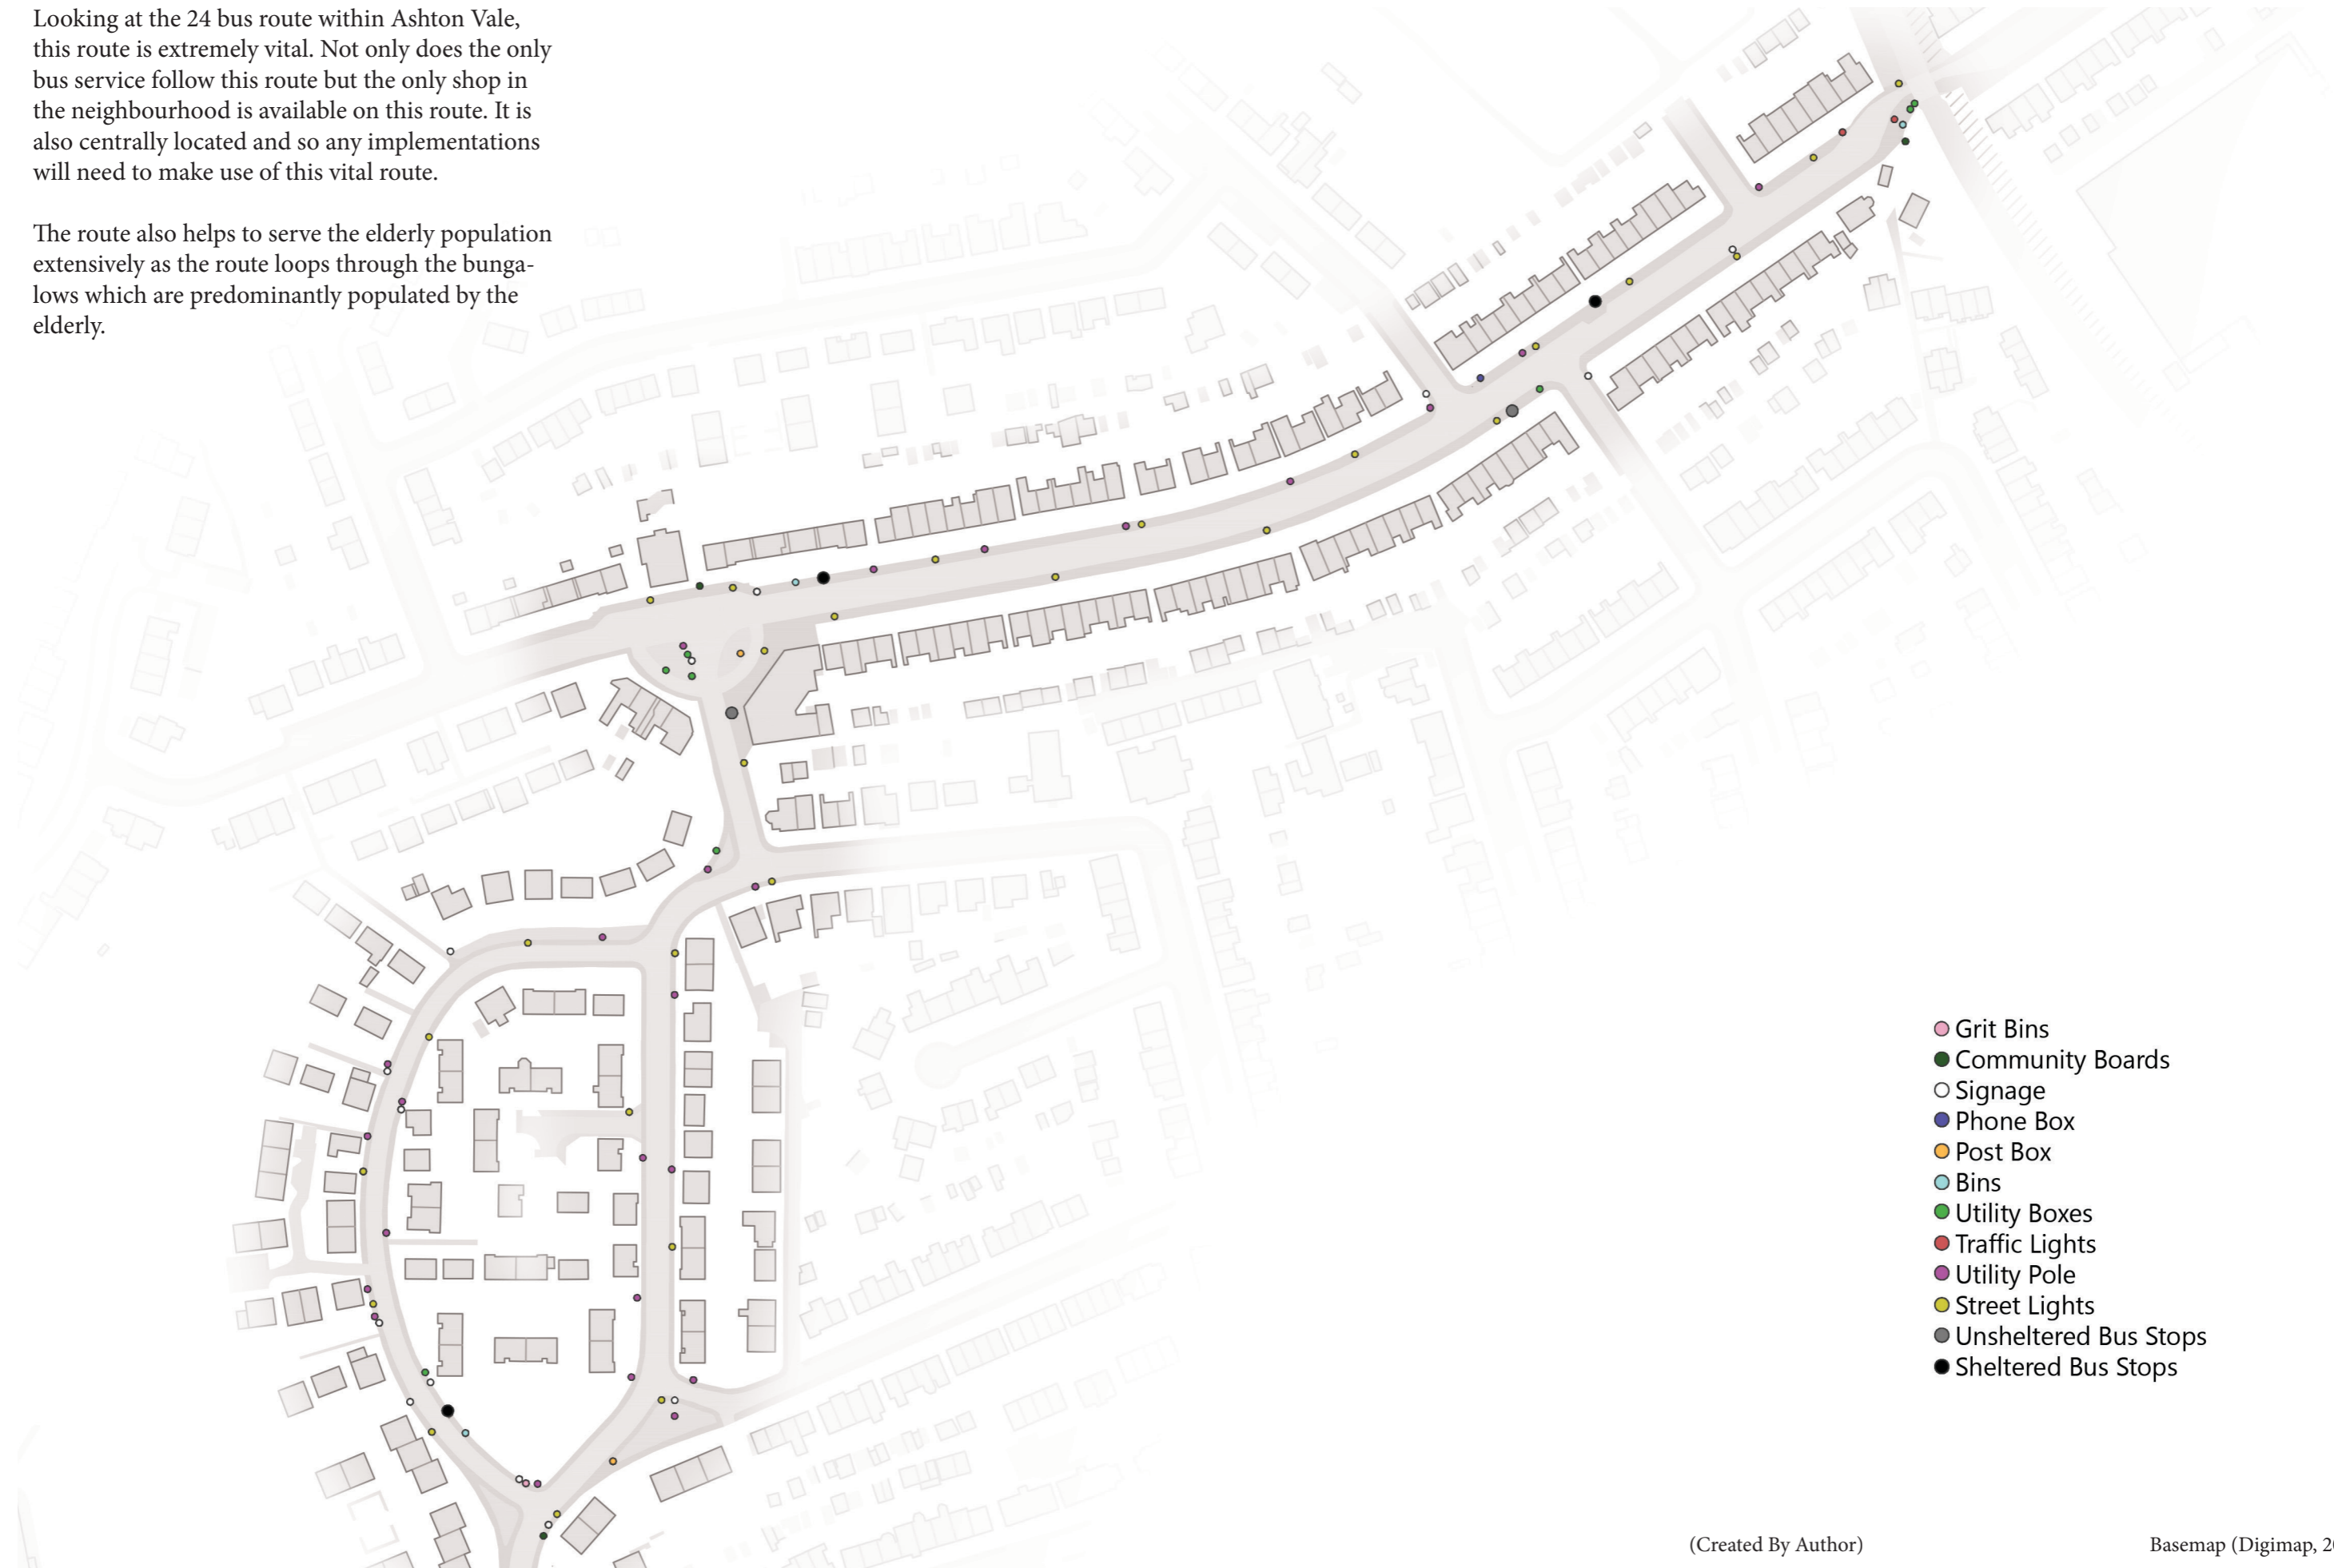 Looking at the 24 bus route within Ashton Vale,
this route is extremely vital. Not only does the only
bus service follow this route but the only shop in
the neighbourhood is available on this route. It is
also centrally located and so any implementations
will need to make use of this vital route.
The route also helps to serve the elderly population
extensively as the route loops through the bunga-
lows which are predominantly populated by the
elderly.
Grit Bins
Community Boards
Signage
Phone Box
Post Box
Bins
Utility Boxes
Traffic Lights
Utility Pole
Street Lights
Unsheltered Bus Stops
Sheltered Bus Stops
(Created By Author)
Basemap (Digimap,